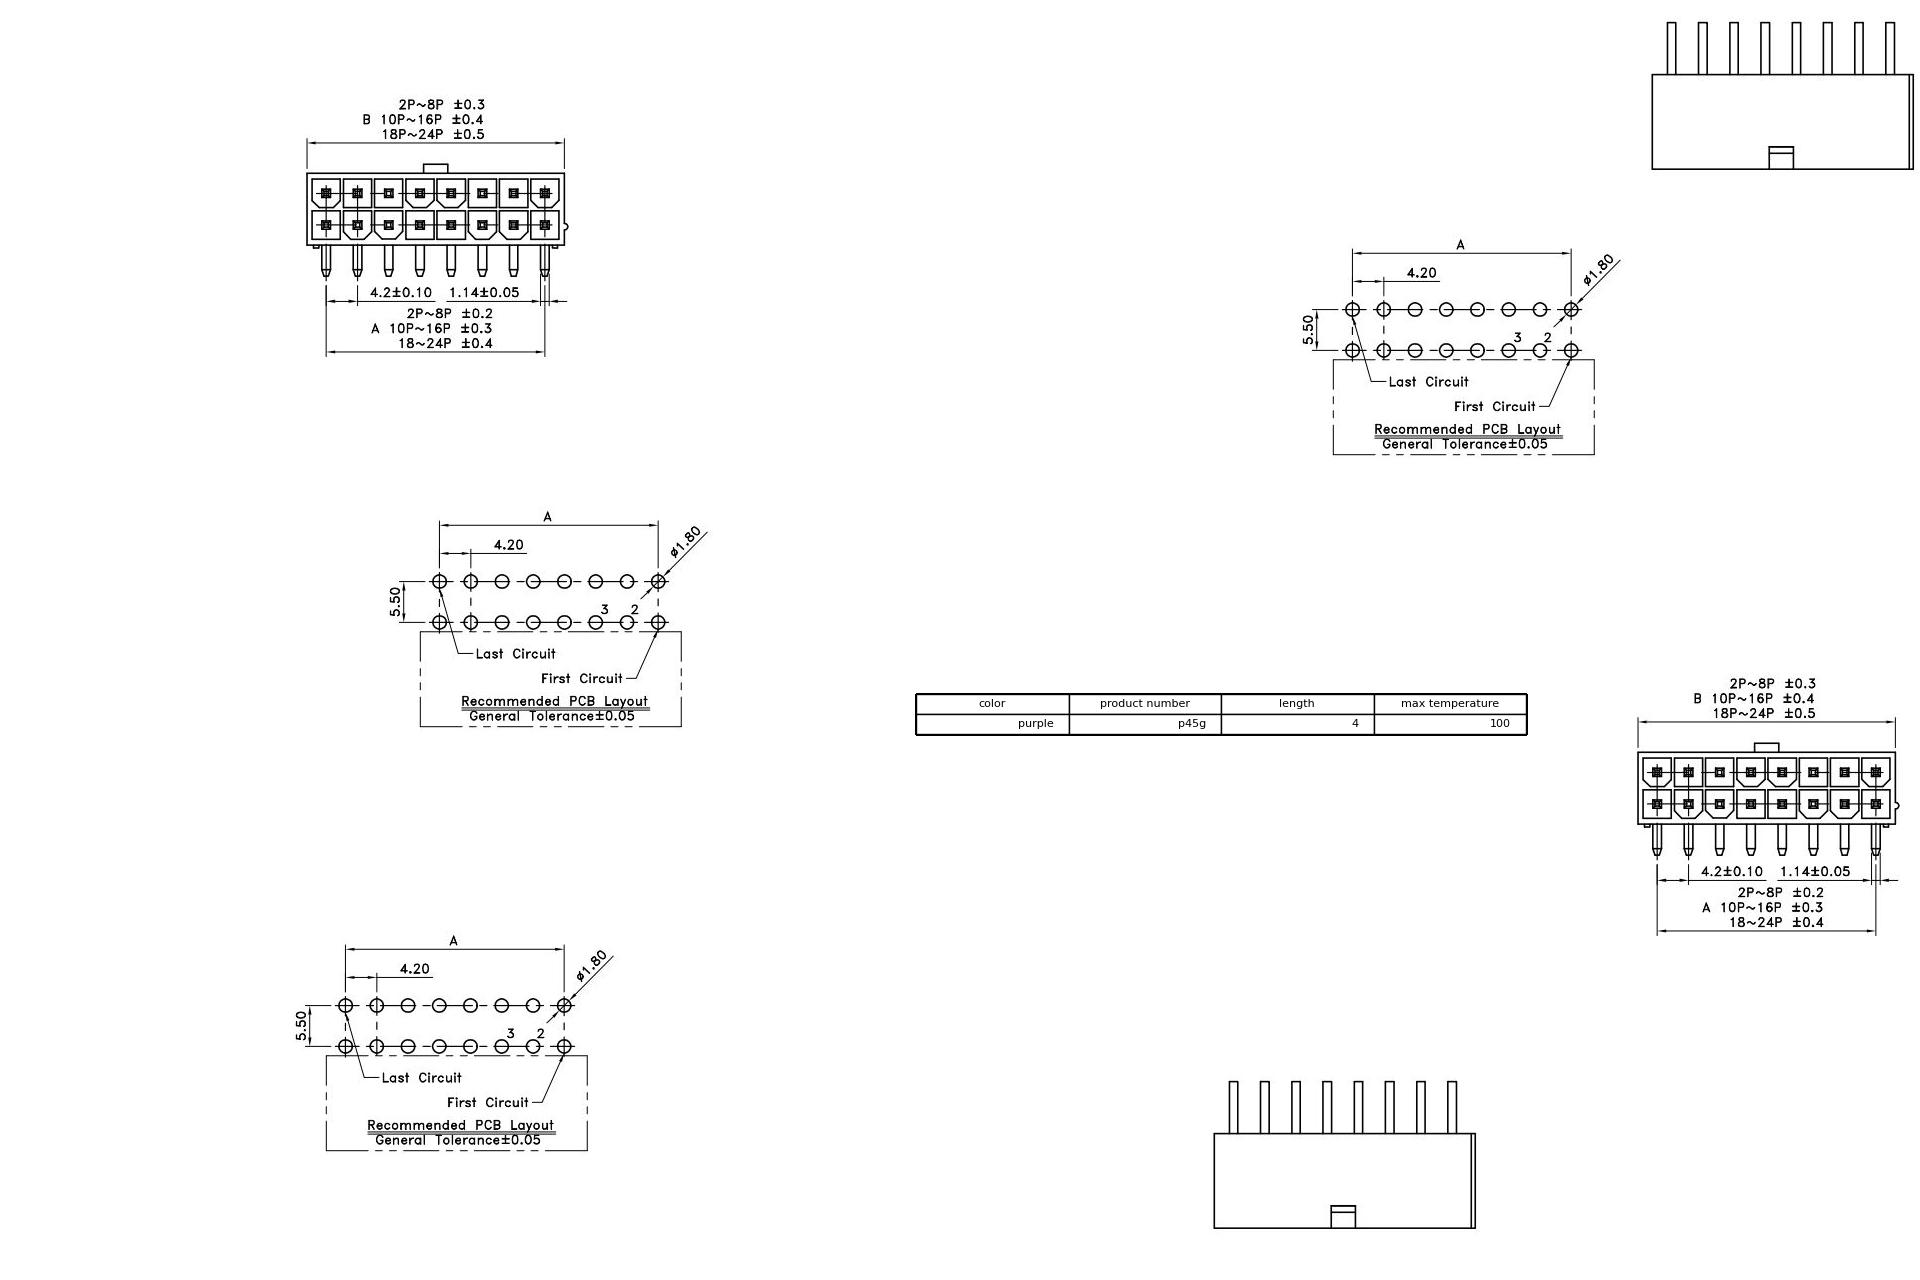 2P~8P ±0.3
B 10P~16P ±0.4
18P~24P ±0.5
4.2±0.10 1.14±0.05
2P~8P ±0.2
A 10P~16P ±0.3
18~24P ±0.4
A
4.20
ø1.80
5.50
3 2
Last Circuit
First Circuit
Recommended PCB Layout
General Tolerance±0.05
A
4.20
ø1.80
5.50
3 2
Last Circuit
First Circuit
Recommended PCB Layout
General Tolerance±0.05
color product number length max temperature
purple p45g 4 100
2P~8P ±0.3
B 10P~16P ±0.4
18P~24P ±0.5
4.2±0.10 1.14±0.05
2P~8P ±0.2
A 10P~16P ±0.3
18~24P ±0.4
A
4.20
ø1.80
5.50
3 2
Last Circuit
First Circuit
Recommended PCB Layout
General Tolerance±0.05